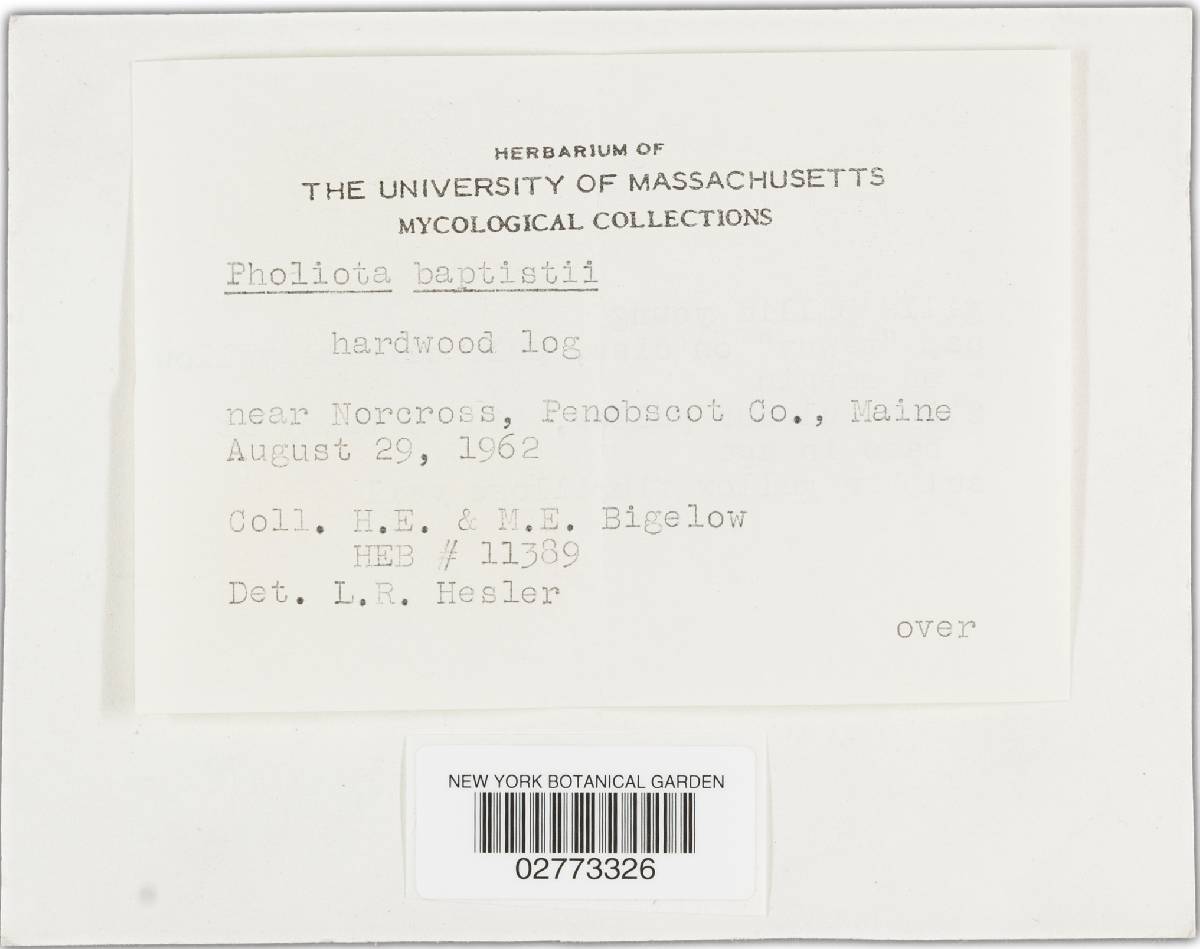 HERBARIUM OF
THE UNIVERSITY OF MASSACHUSETTS
MYCOLOGICAL COLLECTIONS
Pholiota baptistii
hardwood log
near Norcross, Penobscot Co., Maine
August 29, 1962
Coll. H.E. & M.E. Bigelow
HEB # 11389
Det. L.R. Hesler
over
NEW YORK BOTANICAL GARDEN
02773326